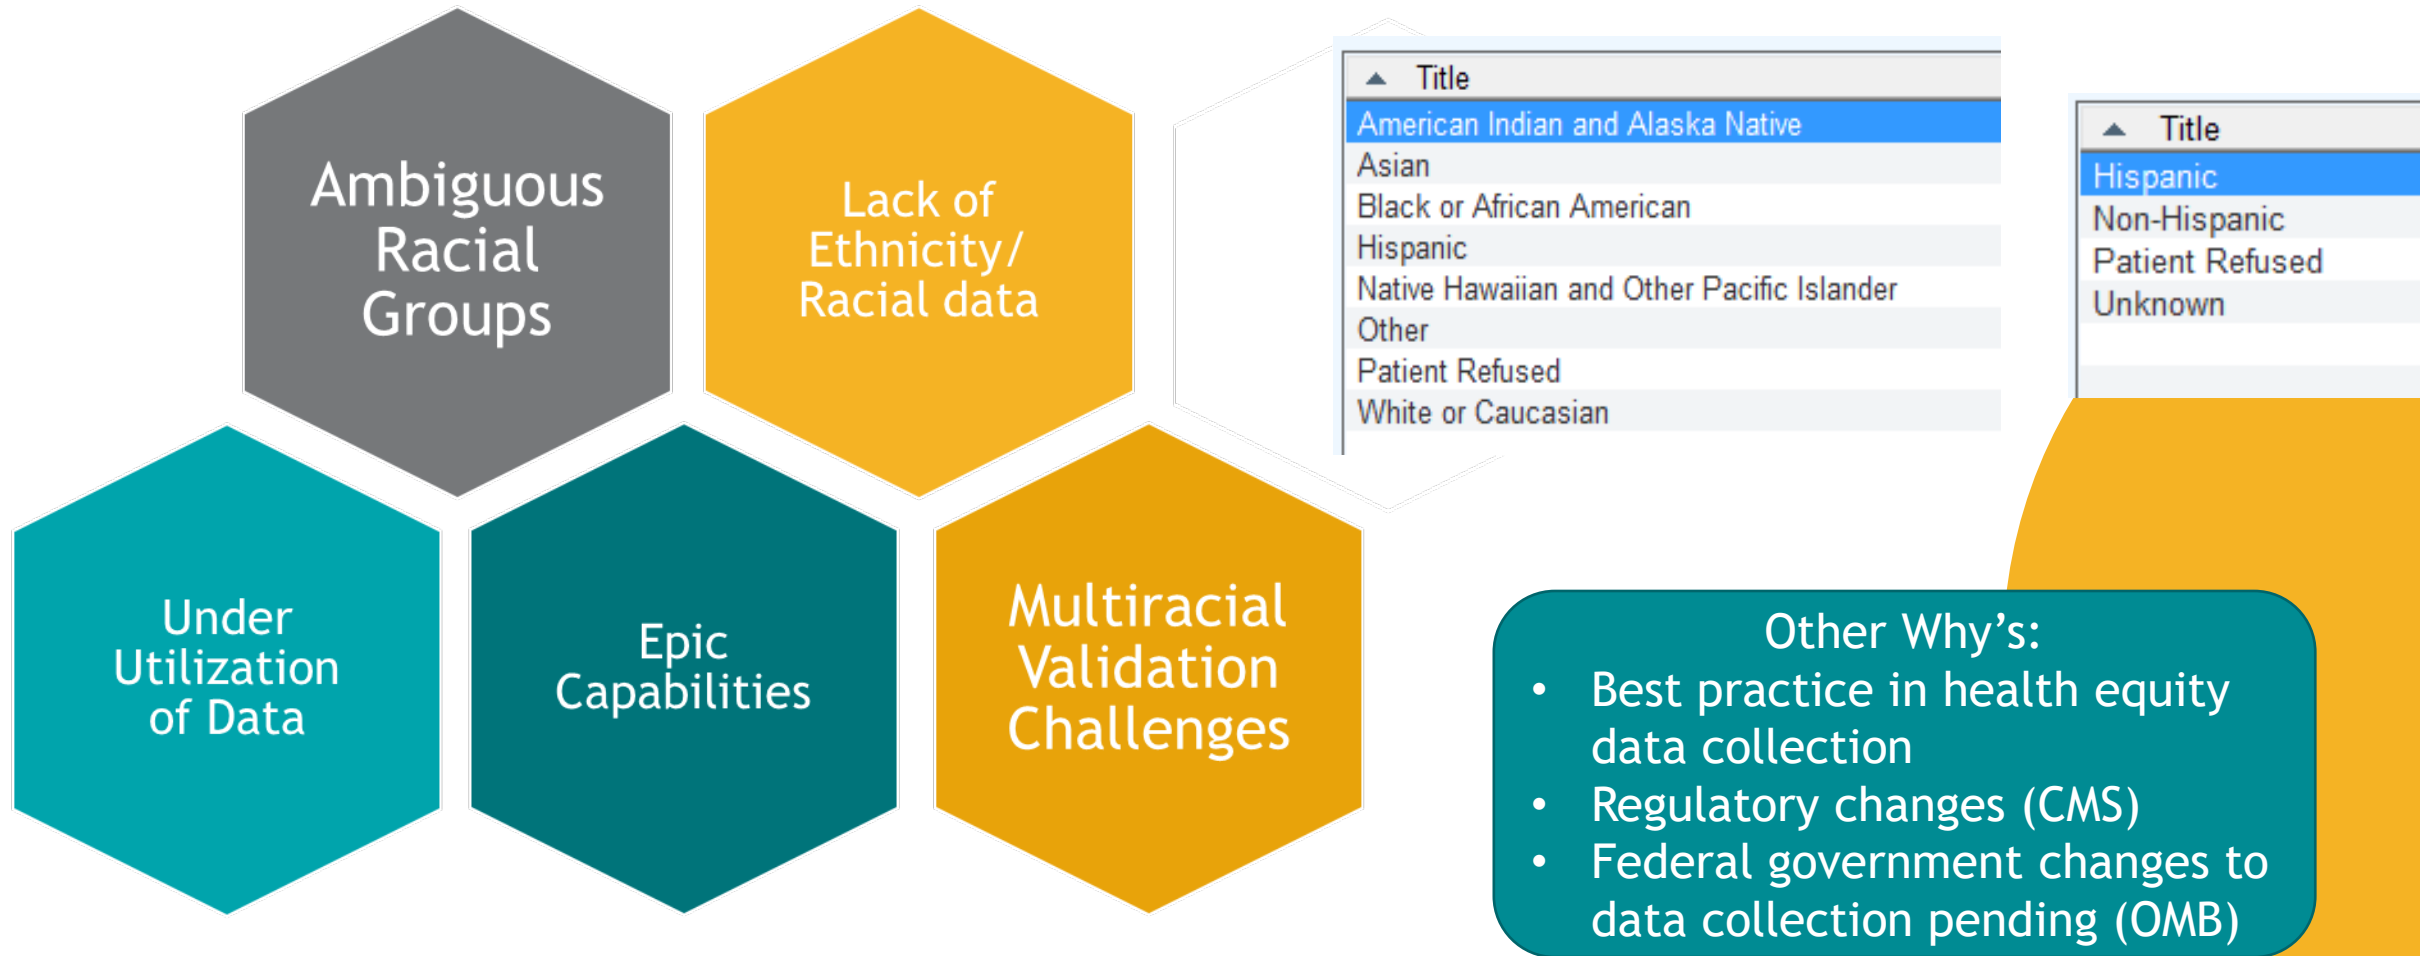 Ambiguous
Racial
Groups
Lack of
Ethnicity/
Racial data
Title
American Indian and Alaska Native
Asian
Black or African American
Hispanic
Native Hawaiian and Other Pacific Islander
Other
Patient Refused
White or Caucasian
Title
Hispanic
Non-Hispanic
Patient Refused
Unknown
Under
Utilization
of Data
Epic
Capabilities
Multiracial
Validation
Challenges
Other Why’s:
• Best practice in health equity
data collection
• Regulatory changes (CMS)
• Federal government changes to
data collection pending (OMB)